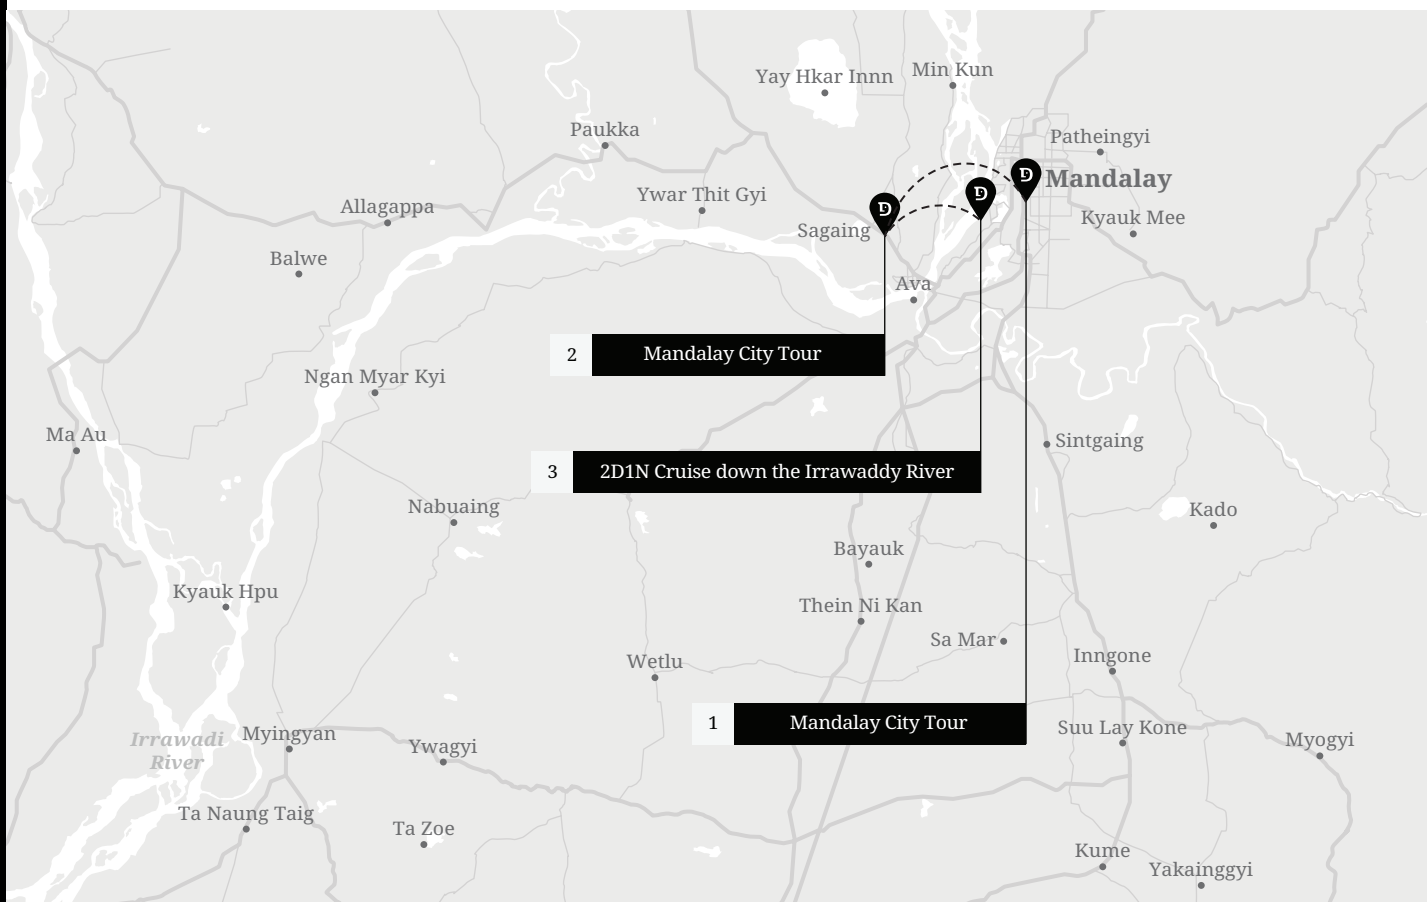 Yay Hkar Innn
Min Kun
Paukka
Patheingyi
Mandalay
Ywar Thit Gyi
Allagappa
Kyauk Mee
Sagaing
Balwe
Ava
2 Mandalay City Tour
Ngan Myar Kyi
Ma Au
Sintgaing
3 2D1N Cruise down the Irrawaddy River
Nabuaing
Kado
Bayauk
Kyauk Hpu
Thein Ni Kan
Sa Mar
Wetlu
Inngone
1 Mandalay City Tour
Suu Lay Kone
Irrawadi
River
Myingyan
Ywagyi
Myogyi
Ta Naung Taig
Ta Zoe
Kume
Yakainggyi